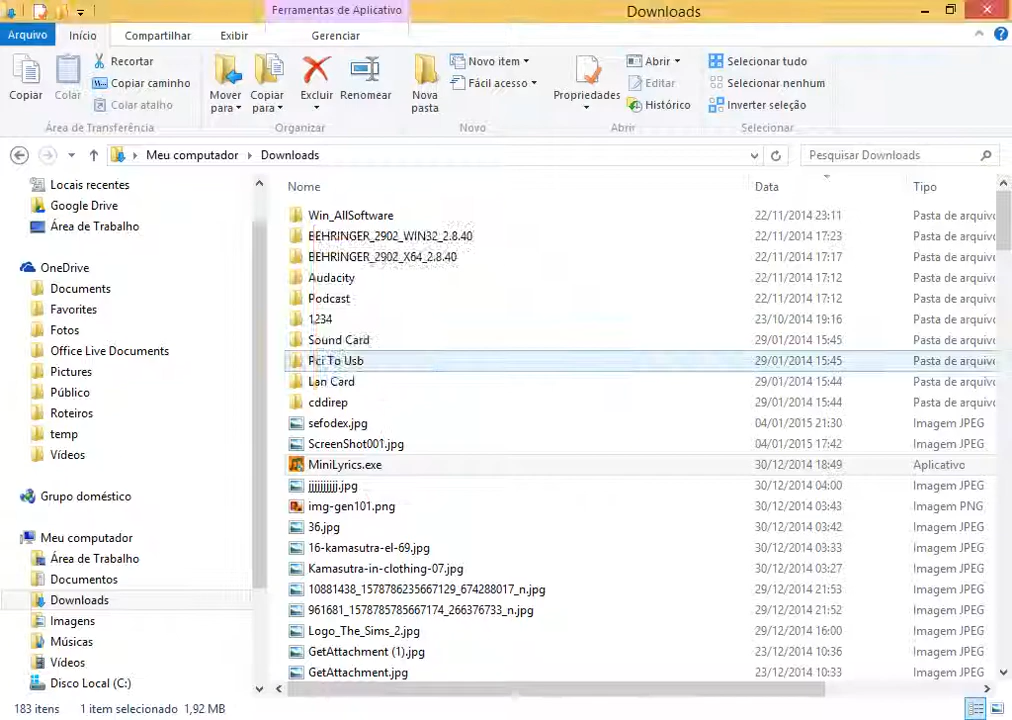 Ferramentas de Aplicativo
Downloads
Arquivo Início Compartilhar Exibir Gerenciar
Copiar
Colar
Recortar
Copiar caminho
Colar atalho
Área de Transferência
Mover para
Copiar para
Excluir
Renomear
Organizar
Nova pasta
Novo item
Fácil acesso
Novo
Propriedades
Abrir
Editar
Histórico
Abrir
Selecionar tudo
Selecionar nenhum
Inverter seleção
Selecionar
Meu computador Downloads
Pesquisar Downloads
Locais recentes
Google Drive
Área de Trabalho
OneDrive
Documents
Favorites
Fotos
Office Live Documents
Pictures
Público
Roteiros
temp
Vídeos
Grupo doméstico
Meu computador
Área de Trabalho
Documentos
Downloads
Imagens
Músicas
Vídeos
Disco Local (C:)
Nome Data Tipo
Win_AllSoftware 22/11/2014 23:11 Pasta de arquivo
BEHRINGER_2902_WIN32_2.8.40 22/11/2014 17:23 Pasta de arquivo
BEHRINGER_2902_X64_2.8.40 22/11/2014 17:17 Pasta de arquivo
Audacity 22/11/2014 17:12 Pasta de arquivo
Podcast 22/11/2014 17:12 Pasta de arquivo
1234 23/10/2014 19:16 Pasta de arquivo
Sound Card 29/01/2014 15:45 Pasta de arquivo
Pci To Usb 29/01/2014 15:45 Pasta de arquivo
Lan Card 29/01/2014 15:44 Pasta de arquivo
cddirep 29/01/2014 15:44 Pasta de arquivo
sefodex.jpg 04/01/2015 21:30 Imagem JPEG
ScreenShot001.jpg 04/01/2015 17:42 Imagem JPEG
MiniLyrics.exe 30/12/2014 18:49 Aplicativo
jjjjjjjjjj.jpg 30/12/2014 04:00 Imagem JPEG
img-gen101.png 30/12/2014 03:43 Imagem PNG
36.jpg 30/12/2014 03:42 Imagem JPEG
16-kamasutra-el-69.jpg 30/12/2014 03:33 Imagem JPEG
Kamasutra-in-clothing-07.jpg 30/12/2014 03:27 Imagem JPEG
10881438_1578786235667129_674288017_n.jpg 29/12/2014 21:53 Imagem JPEG
961681_1578785785667174_266376733_n.jpg 29/12/2014 21:52 Imagem JPEG
Logo_The_Sims_2.jpg 29/12/2014 16:00 Imagem JPEG
GetAttachment (1).jpg 23/12/2014 10:36 Imagem JPEG
GetAttachment.jpg 23/12/2014 10:33 Imagem JPEG
183 itens 1 item selecionado 1,92 MB